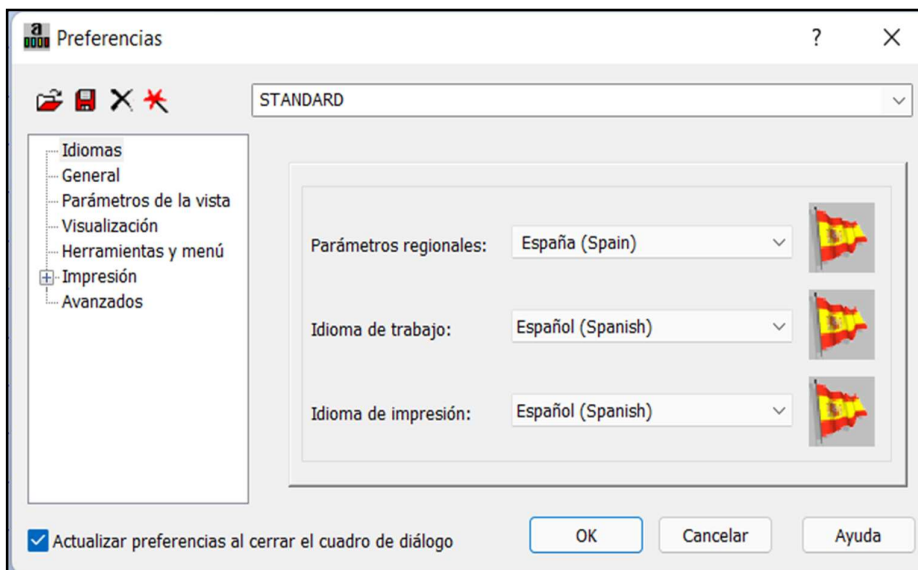 Preferencias
STANDARD
Idiomas
General
Parámetros de la vista
Visualización
Herramientas y menú
Impresión
Avanzados
Parámetros regionales: España (Spain)
Idioma de trabajo: Español (Spanish)
Idioma de impresión: Español (Spanish)
Actualizar preferencias al cerrar el cuadro de diálogo
OK Cancelar Ayuda